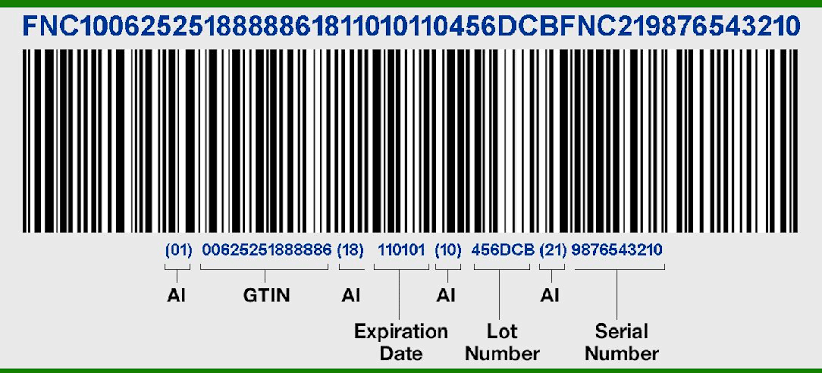 FNC1006252518888861811010110456DCBFNC219876543210
(01) 00625251888886 (18) 110101 (10) 456DCB (21) 9876543210
AI GTIN AI AI AI
Expiration Lot Serial
Date Number Number